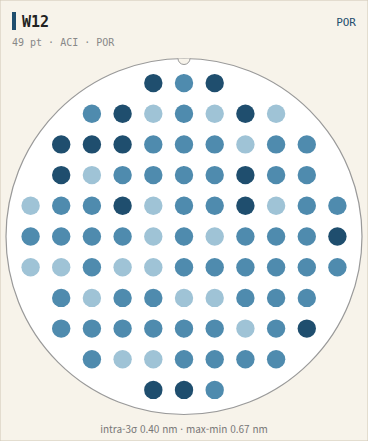 W12
POR
49 pt · ACI · POR
intra-3σ 0.40 nm · max-min 0.67 nm